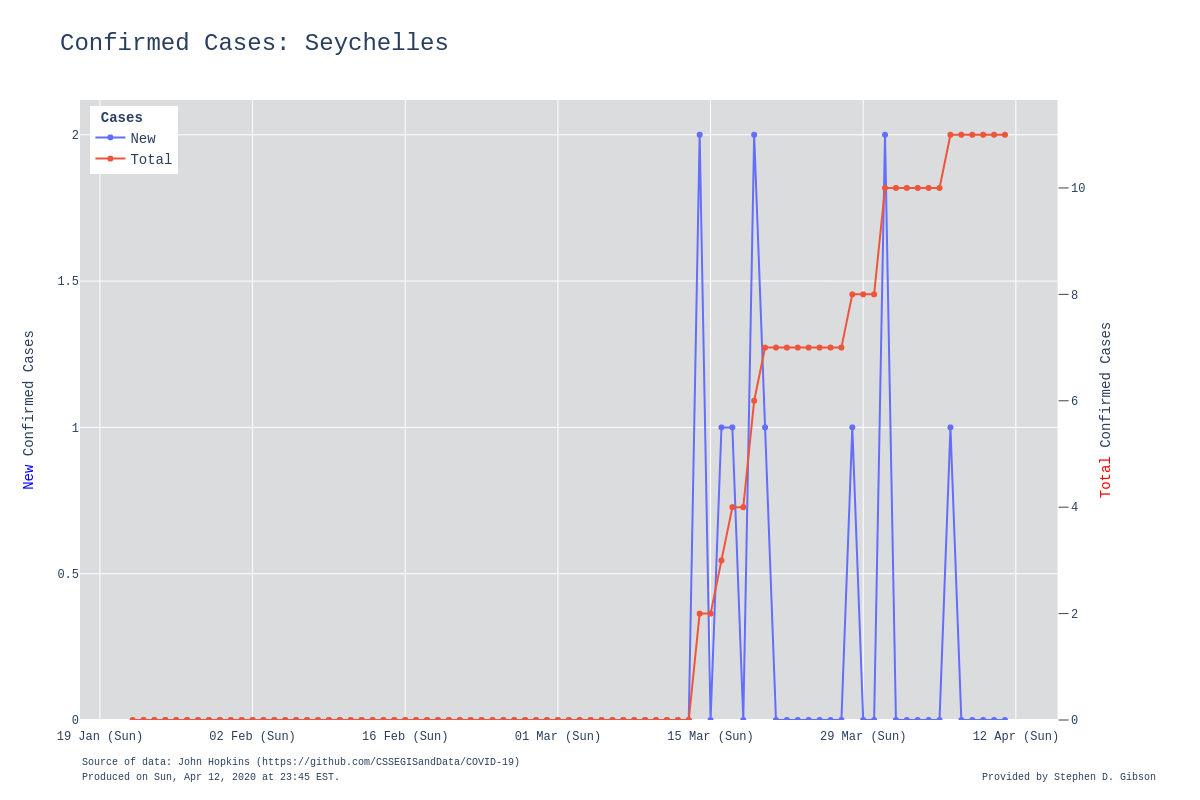 Confirmed Cases: Seychelles
Cases
New
Total
2
1.5
1
0.5
0
10
8
6
4
2
0
New Confirmed Cases
Total Confirmed Cases
19 Jan (Sun)
02 Feb (Sun)
16 Feb (Sun)
01 Mar (Sun)
15 Mar (Sun)
29 Mar (Sun)
12 Apr (Sun)
Source of data: John Hopkins (https://github.com/CSSEGISandData/COVID-19)
Produced on Sun, Apr 12, 2020 at 23:45 EST.
Provided by Stephen D. Gibson